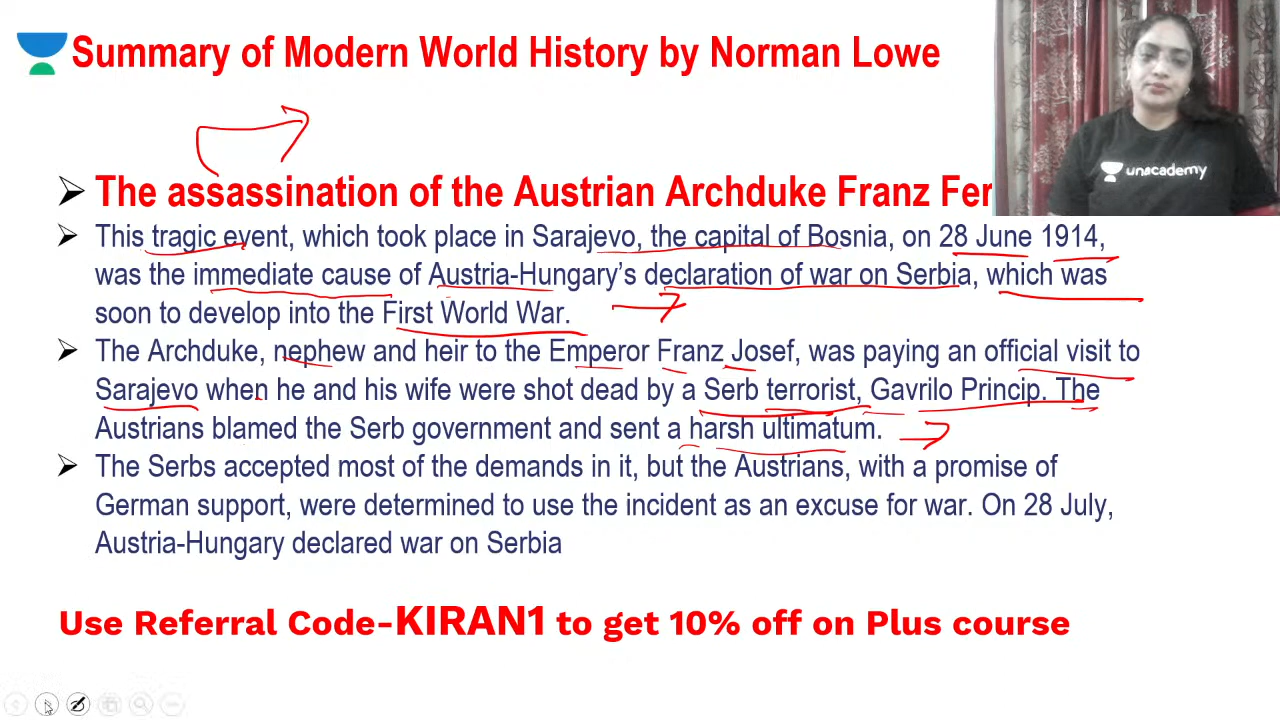 Summary of Modern World History by Norman Lowe
unacademy
The assassination of the Austrian Archduke Franz Fer
This tragic event, which took place in Sarajevo, the capital of Bosnia, on 28 June 1914,
was the immediate cause of Austria-Hungary’s declaration of war on Serbia, which was
soon to develop into the First World War.
The Archduke, nephew and heir to the Emperor Franz Josef, was paying an official visit to
Sarajevo when he and his wife were shot dead by a Serb terrorist, Gavrilo Princip. The
Austrians blamed the Serb government and sent a harsh ultimatum.
The Serbs accepted most of the demands in it, but the Austrians, with a promise of
German support, were determined to use the incident as an excuse for war. On 28 July,
Austria-Hungary declared war on Serbia
Use Referral Code-KIRAN1 to get 10% off on Plus course